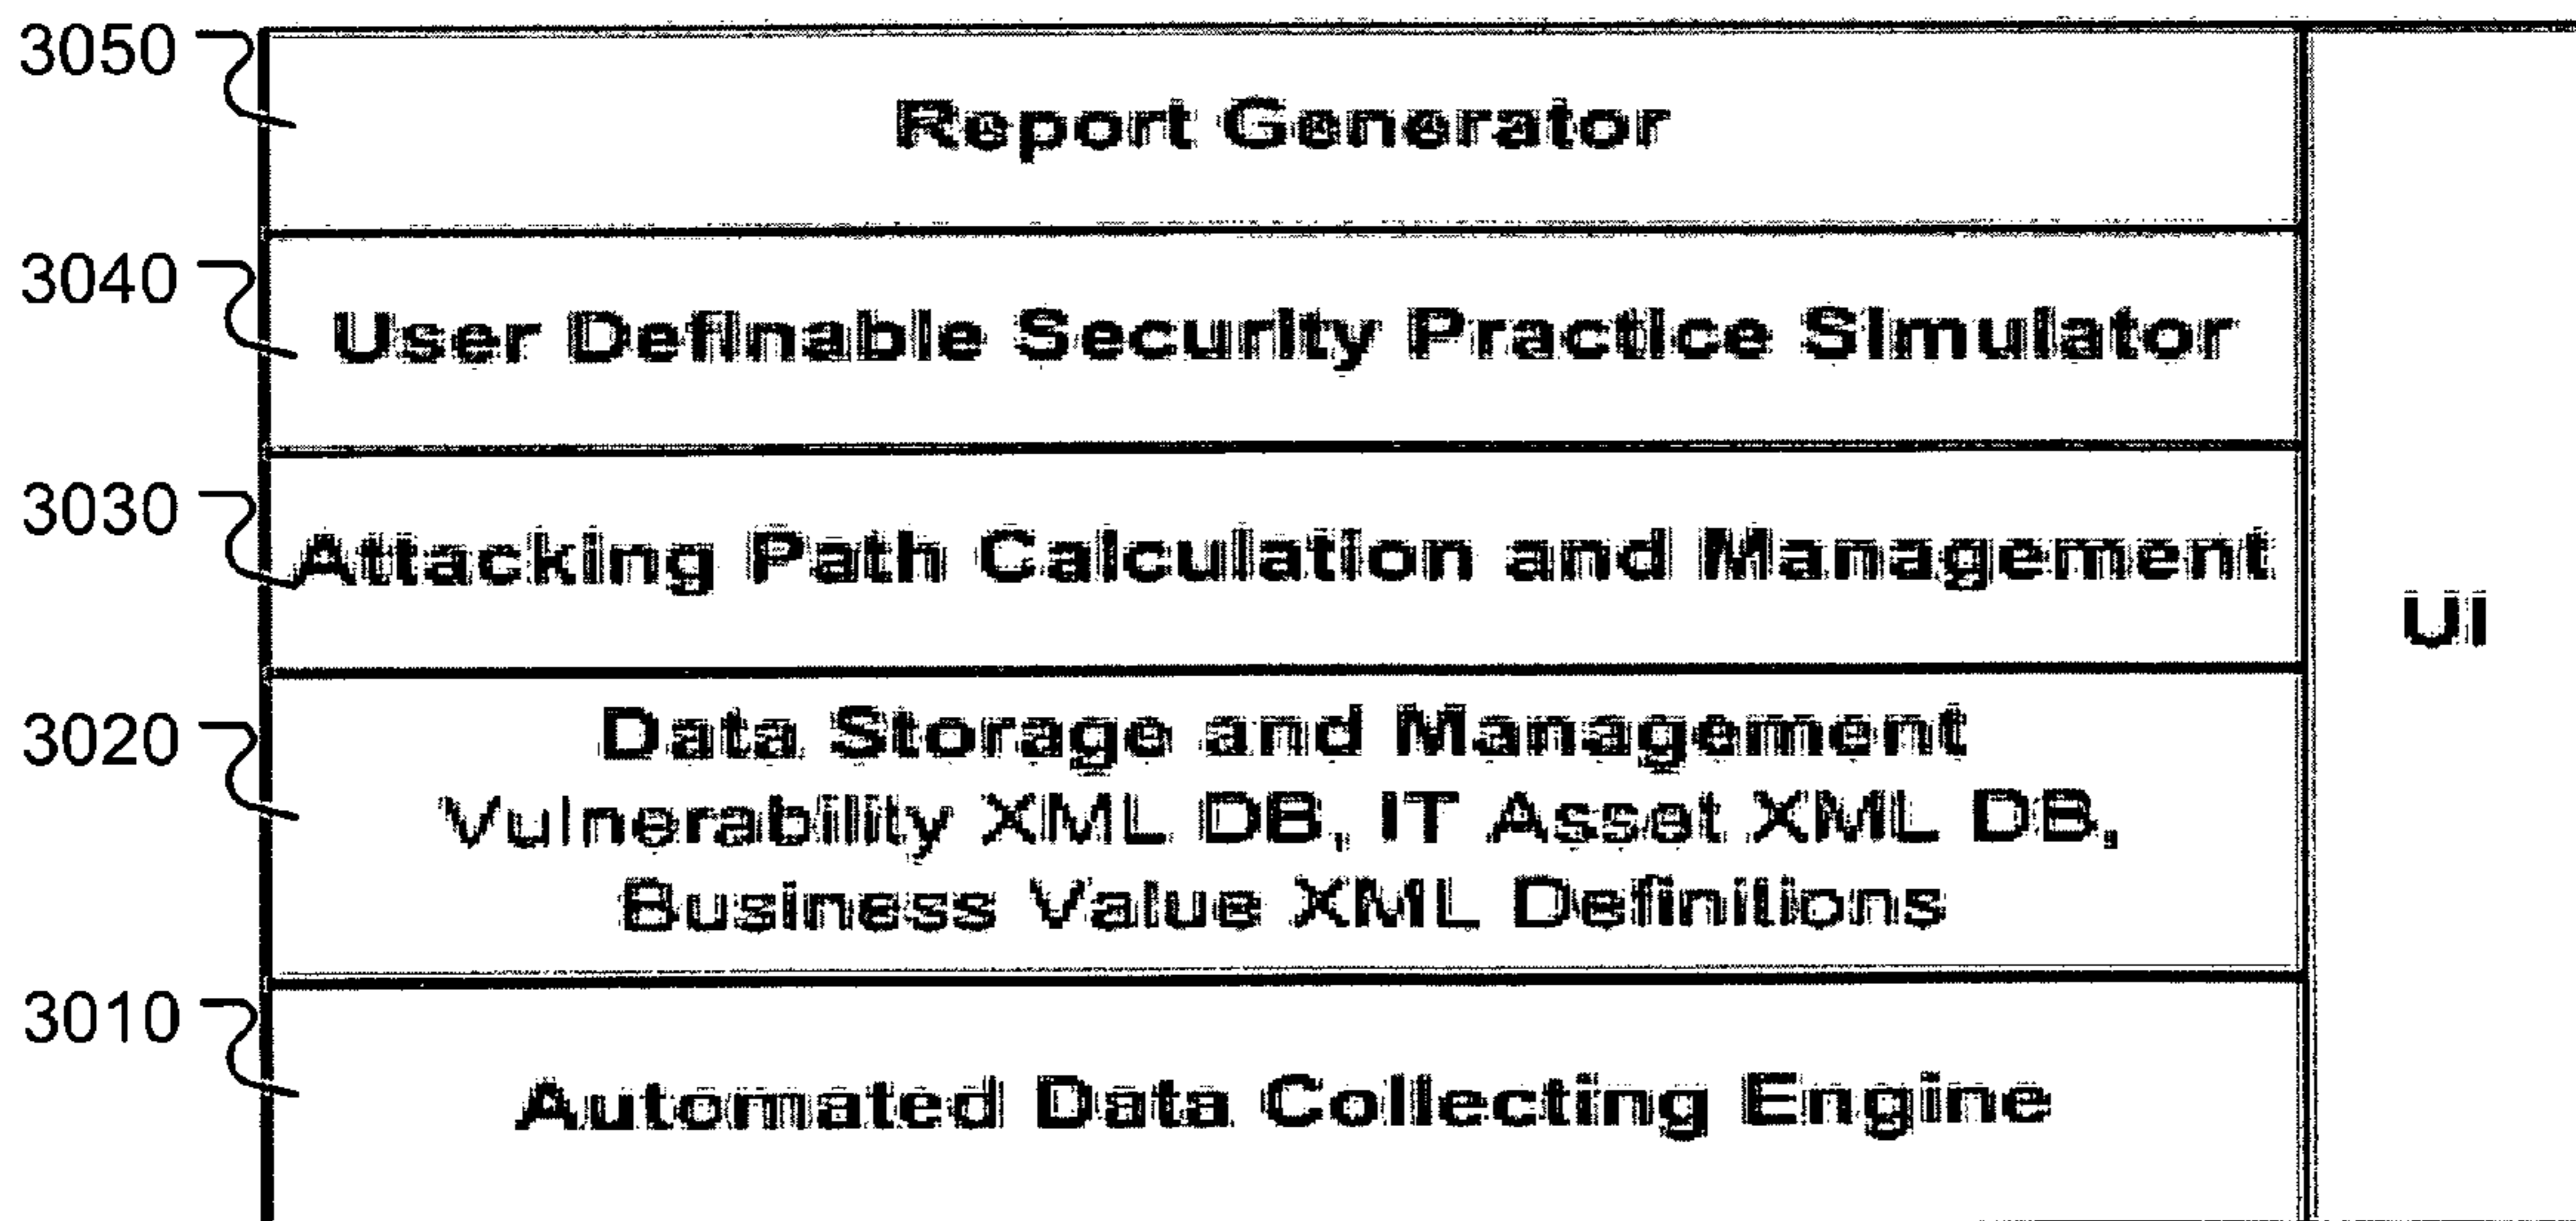 3050
Report Generator
3040
User Definable Security Practice Simulator
3030
Attacking Path Calculation and Management
UI
3020
Data Storage and Management
Vulnerability XML DB, IT Asset XML DB,
Business Value XML Definitions
3010
Automated Data Collecting Engine